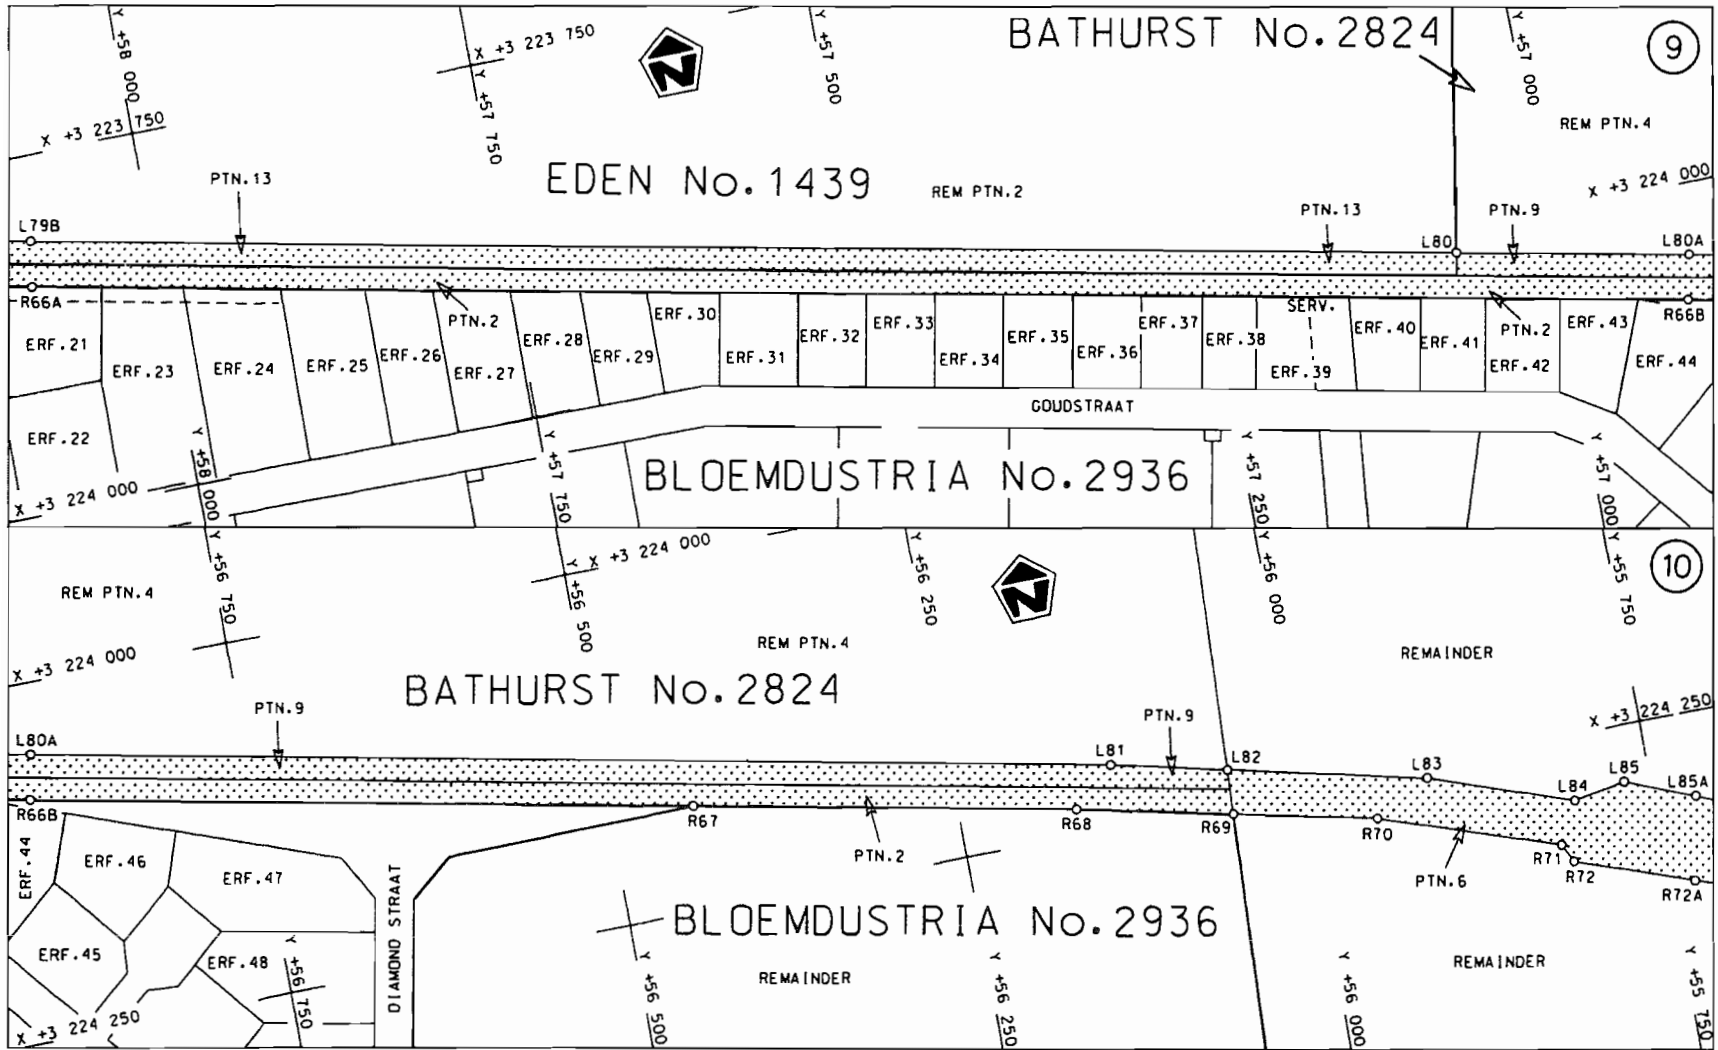 BATHURST No.2824
9
Y +58 000
X +3 223 750
Y +57 750
N
Y +57 500
Y +57 000
X +3 223 750
REM PTN.4
PTN.13
EDEN No.1439
REM PTN.2
X +3 224 000
PTN.13
PTN.9
L79B
L80
L80A
R66A
PTN.2
SERV.
PTN.2
R66B
ERF.21
ERF.23
ERF.24
ERF.25
ERF.26
ERF.27
ERF.28
ERF.29
ERF.30
ERF.31
ERF.32
ERF.33
ERF.34
ERF.35
ERF.36
ERF.37
ERF.38
ERF.39
ERF.40
ERF.41
ERF.42
ERF.43
ERF.44
GOUDSTRAAT
ERF.22
Y +58 000
Y +57 750
BLOEMDUSTRIA No.2936
Y +57 250
Y +57 000
X +3 224 000
10
Y +56 750
X +3 224 000
Y +56 500
Y +56 250
N
Y +56 000
Y +55 750
REM PTN.4
REM PTN.4
REMAINDER
X +3 224 000
BATHURST No.2824
X +3 224 250
PTN.9
PTN.9
L80A
L81
L82
L83
L84
L85
L85A
R66B
R67
R68
R69
R70
R71
R72
R72A
PTN.2
PTN.6
ERF.44
ERF.46
ERF.47
DIAMOND STRAAT
BLOEMDUSTRIA No.2936
ERF.45
ERF.48
Y +56 750
Y +56 500
REMAINDER
Y +56 250
Y +56 000
REMAINDER
Y +55 750
X +3 224 250